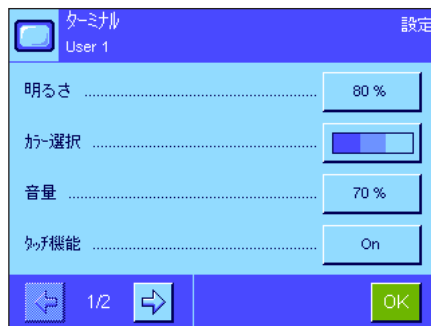 ﾀｰﾐﾅﾙ
設定
User 1
明るさ ........................................................ 80 %
ｶﾗｰ選択 ........................................................
音量 ........................................................ 70 %
ﾀｯﾁ機能 ........................................................ On
1/2
OK